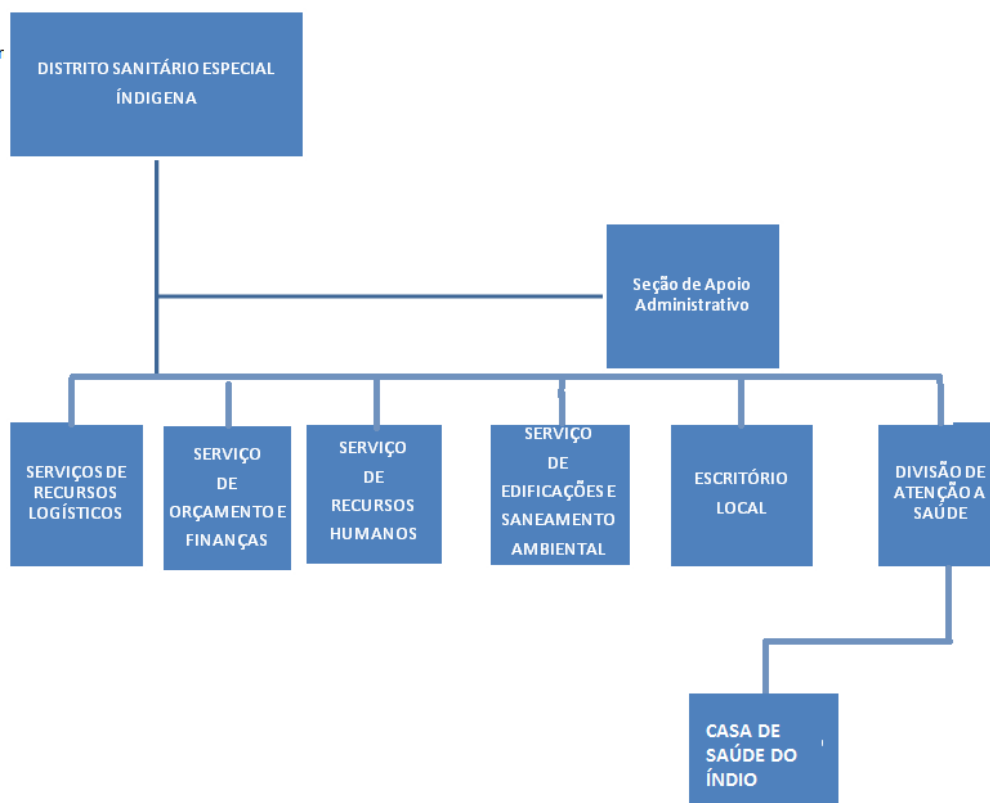 r
DISTRITO SANITÁRIO ESPECIAL
ÍNDIGENA
Seção de Apoio
Administrativo
SERVIÇOS DE
RECURSOS
LOGÍSTICOS
SERVIÇO
DE
ORÇAMENTO E
FINANÇAS
SERVIÇO
DE
RECURSOS
HUMANOS
SERVIÇO
DE
EDIFICAÇÕES E
SANEAMENTO
AMBIENTAL
ESCRITÓRIO
LOCAL
DIVISÃO DE
ATENÇÃO A
SAÚDE
CASA DE
SAÚDE DO
ÍNDIO